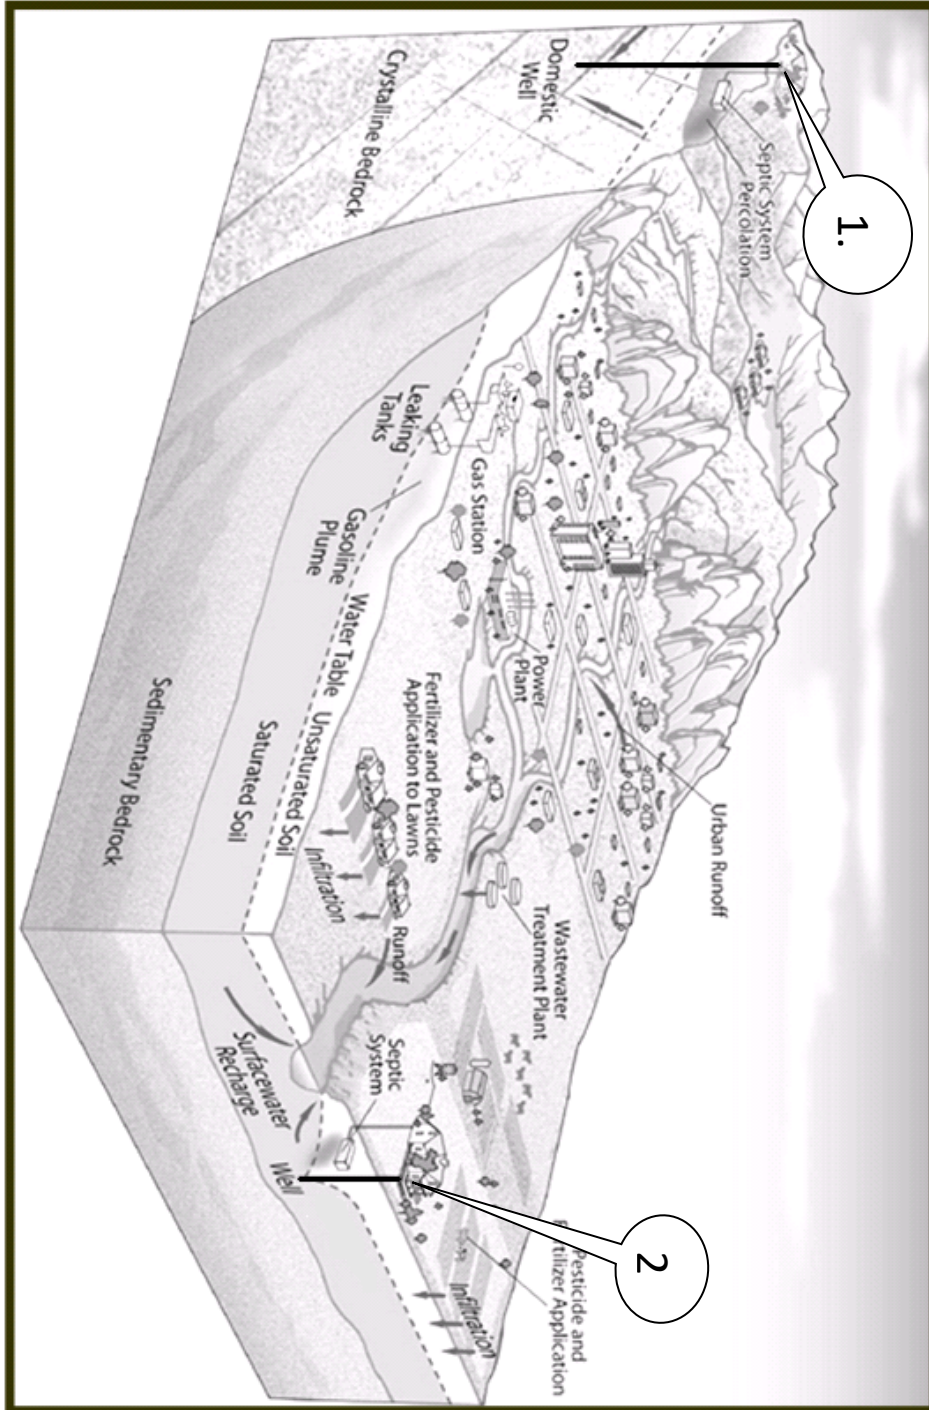 1.
Septic System
Percolation
Domestic
Well
Crystalline Bedrock
Leaking
Tanks
Gas Station
Gasoline
Plume
Water Table
Power
Plant
Urban Runoff
Fertilizer and Pesticide
Application to Lawns
Unsaturated Soil
Saturated Soil
Sedimentary Bedrock
Infiltration
Runoff
Wastewater
Treatment Plant
Septic
System
Surfacewater
Recharge
Well
2
Pesticide and
Fertilizer Application
Infiltration